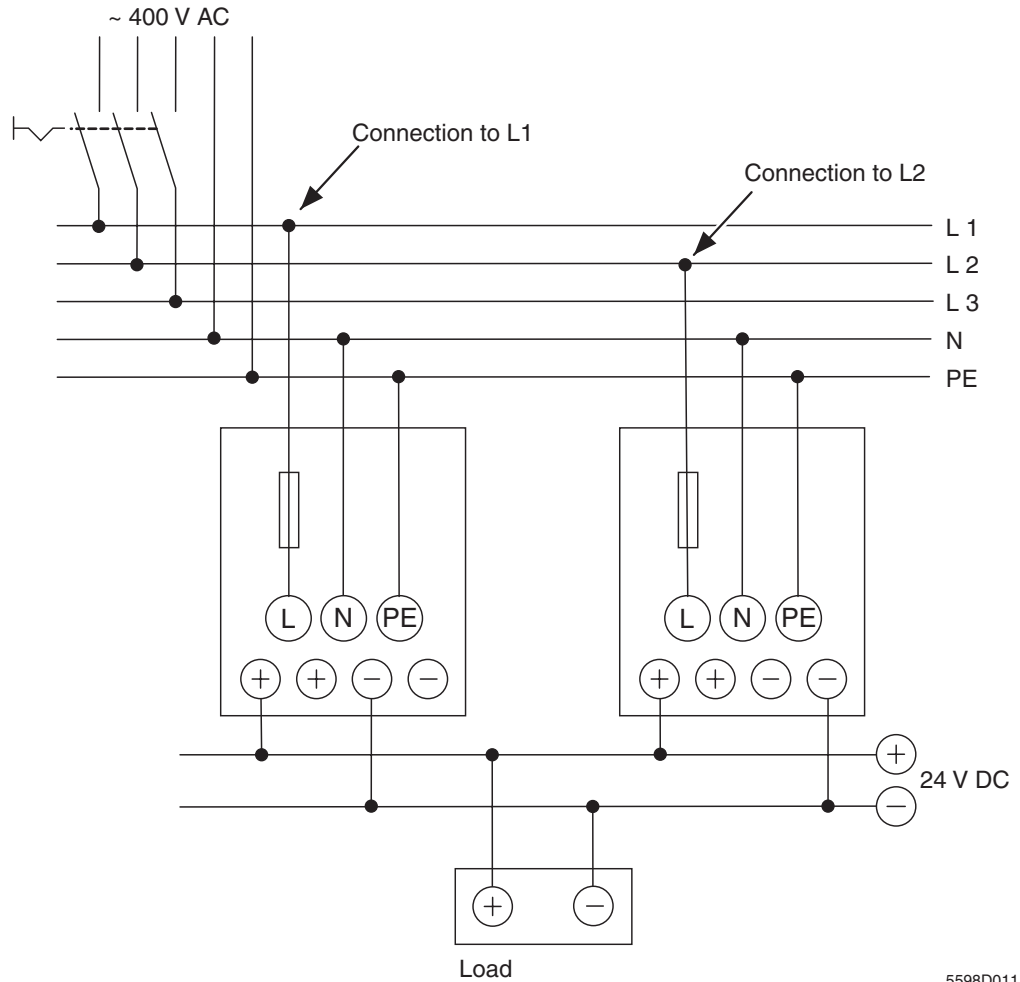 ~ 400 V AC
Connection to L1
Connection to L2
L 1
L 2
L 3
N
PE
L N PE
L N PE
+ + − −
+ + − −
+
24 V DC
−
+ −
Load
5598D011